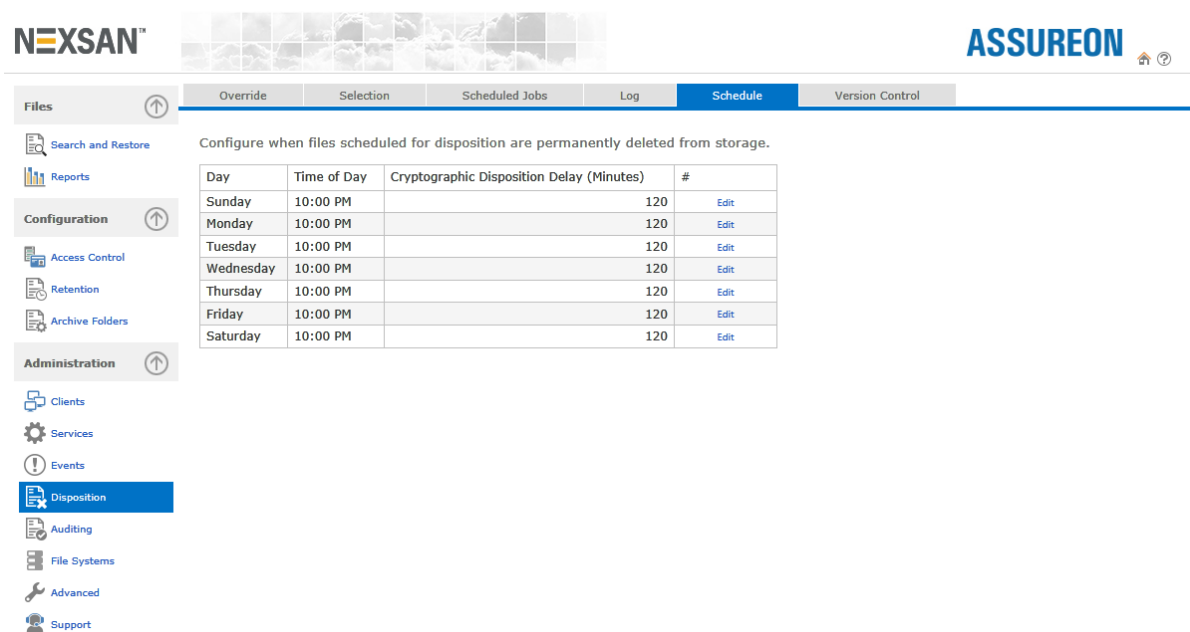 NEXSAN™
ASSUREON
Files
Search and Restore
Reports
Configuration
Access Control
Retention
Archive Folders
Administration
Clients
Services
Events
Disposition
Auditing
File Systems
Advanced
Support
Override Selection Scheduled Jobs Log Schedule Version Control
Configure when files scheduled for disposition are permanently deleted from storage.
Day Time of Day Cryptographic Disposition Delay (Minutes) #
Sunday 10:00 PM 120 Edit
Monday 10:00 PM 120 Edit
Tuesday 10:00 PM 120 Edit
Wednesday 10:00 PM 120 Edit
Thursday 10:00 PM 120 Edit
Friday 10:00 PM 120 Edit
Saturday 10:00 PM 120 Edit